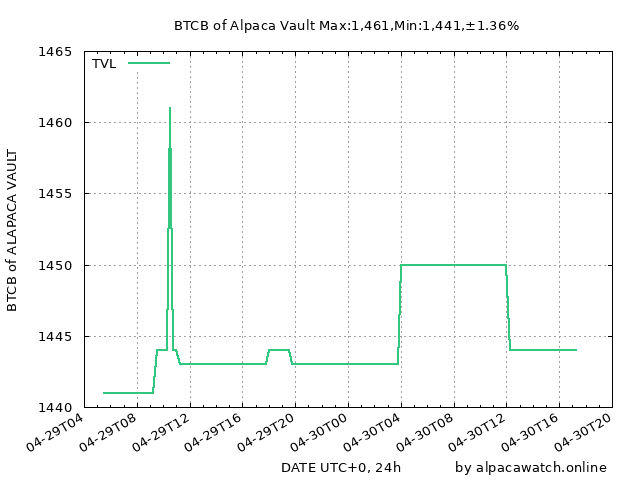 BTCB of Alpaca Vault Max:1,461,Min:1,441,±1.36%
TVL
1465
1460
1455
1450
1445
1440
BTCB of ALAPACA VAULT
04-29T04
04-29T08
04-29T12
04-29T16
04-29T20
04-30T00
04-30T04
04-30T08
04-30T12
04-30T16
04-30T20
DATE UTC+0, 24h
by alpacawatch.online